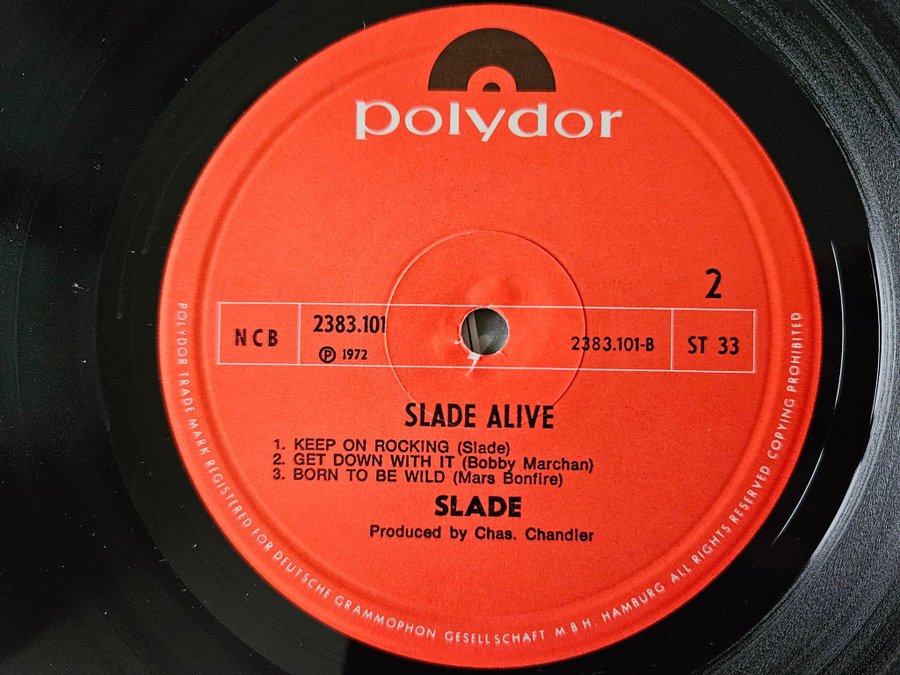 polydor
2
NCB
2383.101
Ⓟ 1972
2383.101-B
ST 33
SLADE ALIVE
1. KEEP ON ROCKING (Slade)
2. GET DOWN WITH IT (Bobby Marchan)
3. BORN TO BE WILD (Mars Bonfire)
SLADE
Produced by Chas. Chandler
POLYDOR TRADE MARK REGISTERED FOR DEUTSCHE GRAMMOPHON GESELLSCHAFT M B H. HAMBURG ALL RIGHTS RESERVED COPYING PROHIBITED